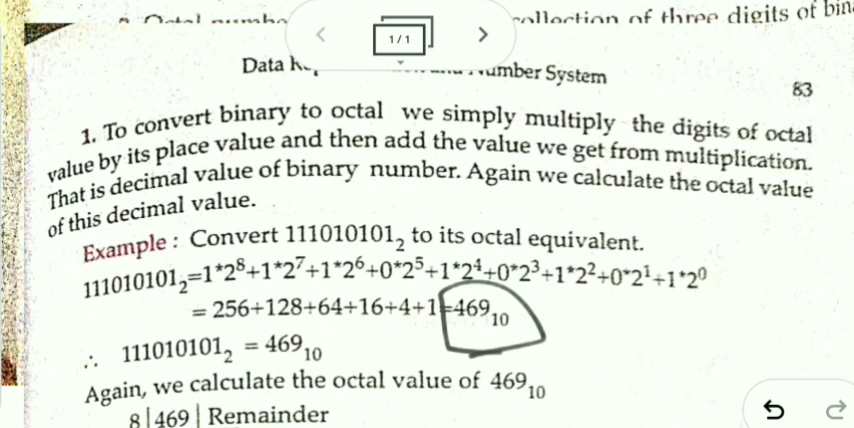 ollection of three digits of bin
1 / 1
Data
umber System
83
1. To convert binary to octal we simply multiply the digits of octal
value by its place value and then add the value we get from multiplication.
That is decimal value of binary number. Again we calculate the octal value
of this decimal value.
Example : Convert 111010101₂ to its octal equivalent.
111010101₂=1*2⁸+1*2⁷+1*2⁶+0*2⁵+1*2⁴+0*2³+1*2²+0*2¹+1*2⁰
= 256+128+64+16+4+1=469₁₀
∴ 111010101₂ = 469₁₀
Again, we calculate the octal value of 469₁₀
8|469| Remainder